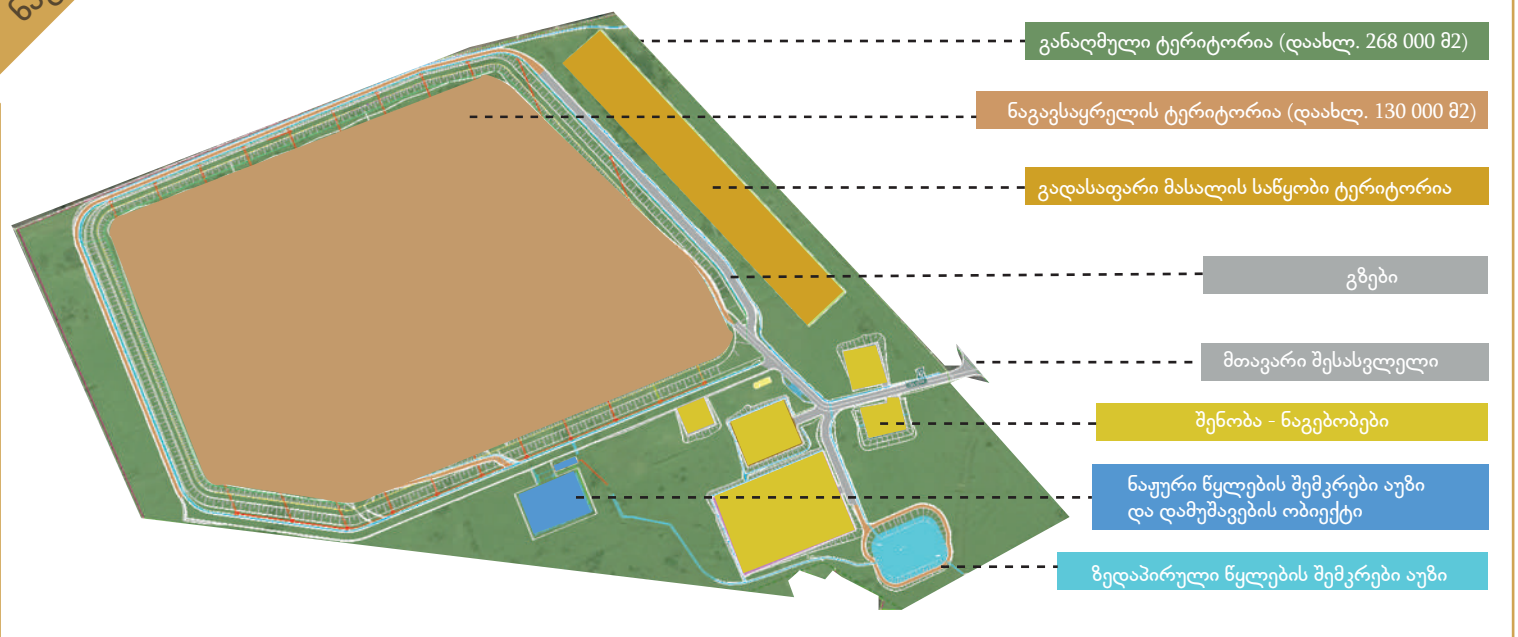 განაღმული ტერიტორია (დაახლ. 268 000 მ2)
ნაგავსაყრელის ტერიტორია (დაახლ. 130 000 მ2)
გადასაფარი მასალის საწყობი ტერიტორია
გზები
მთავარი შესასვლელი
შენობა - ნაგებობები
ნაჟური წყლების შემკრები აუზი
და დამუშავების ობიექტი
ზედაპირული წყლების შემკრები აუზი